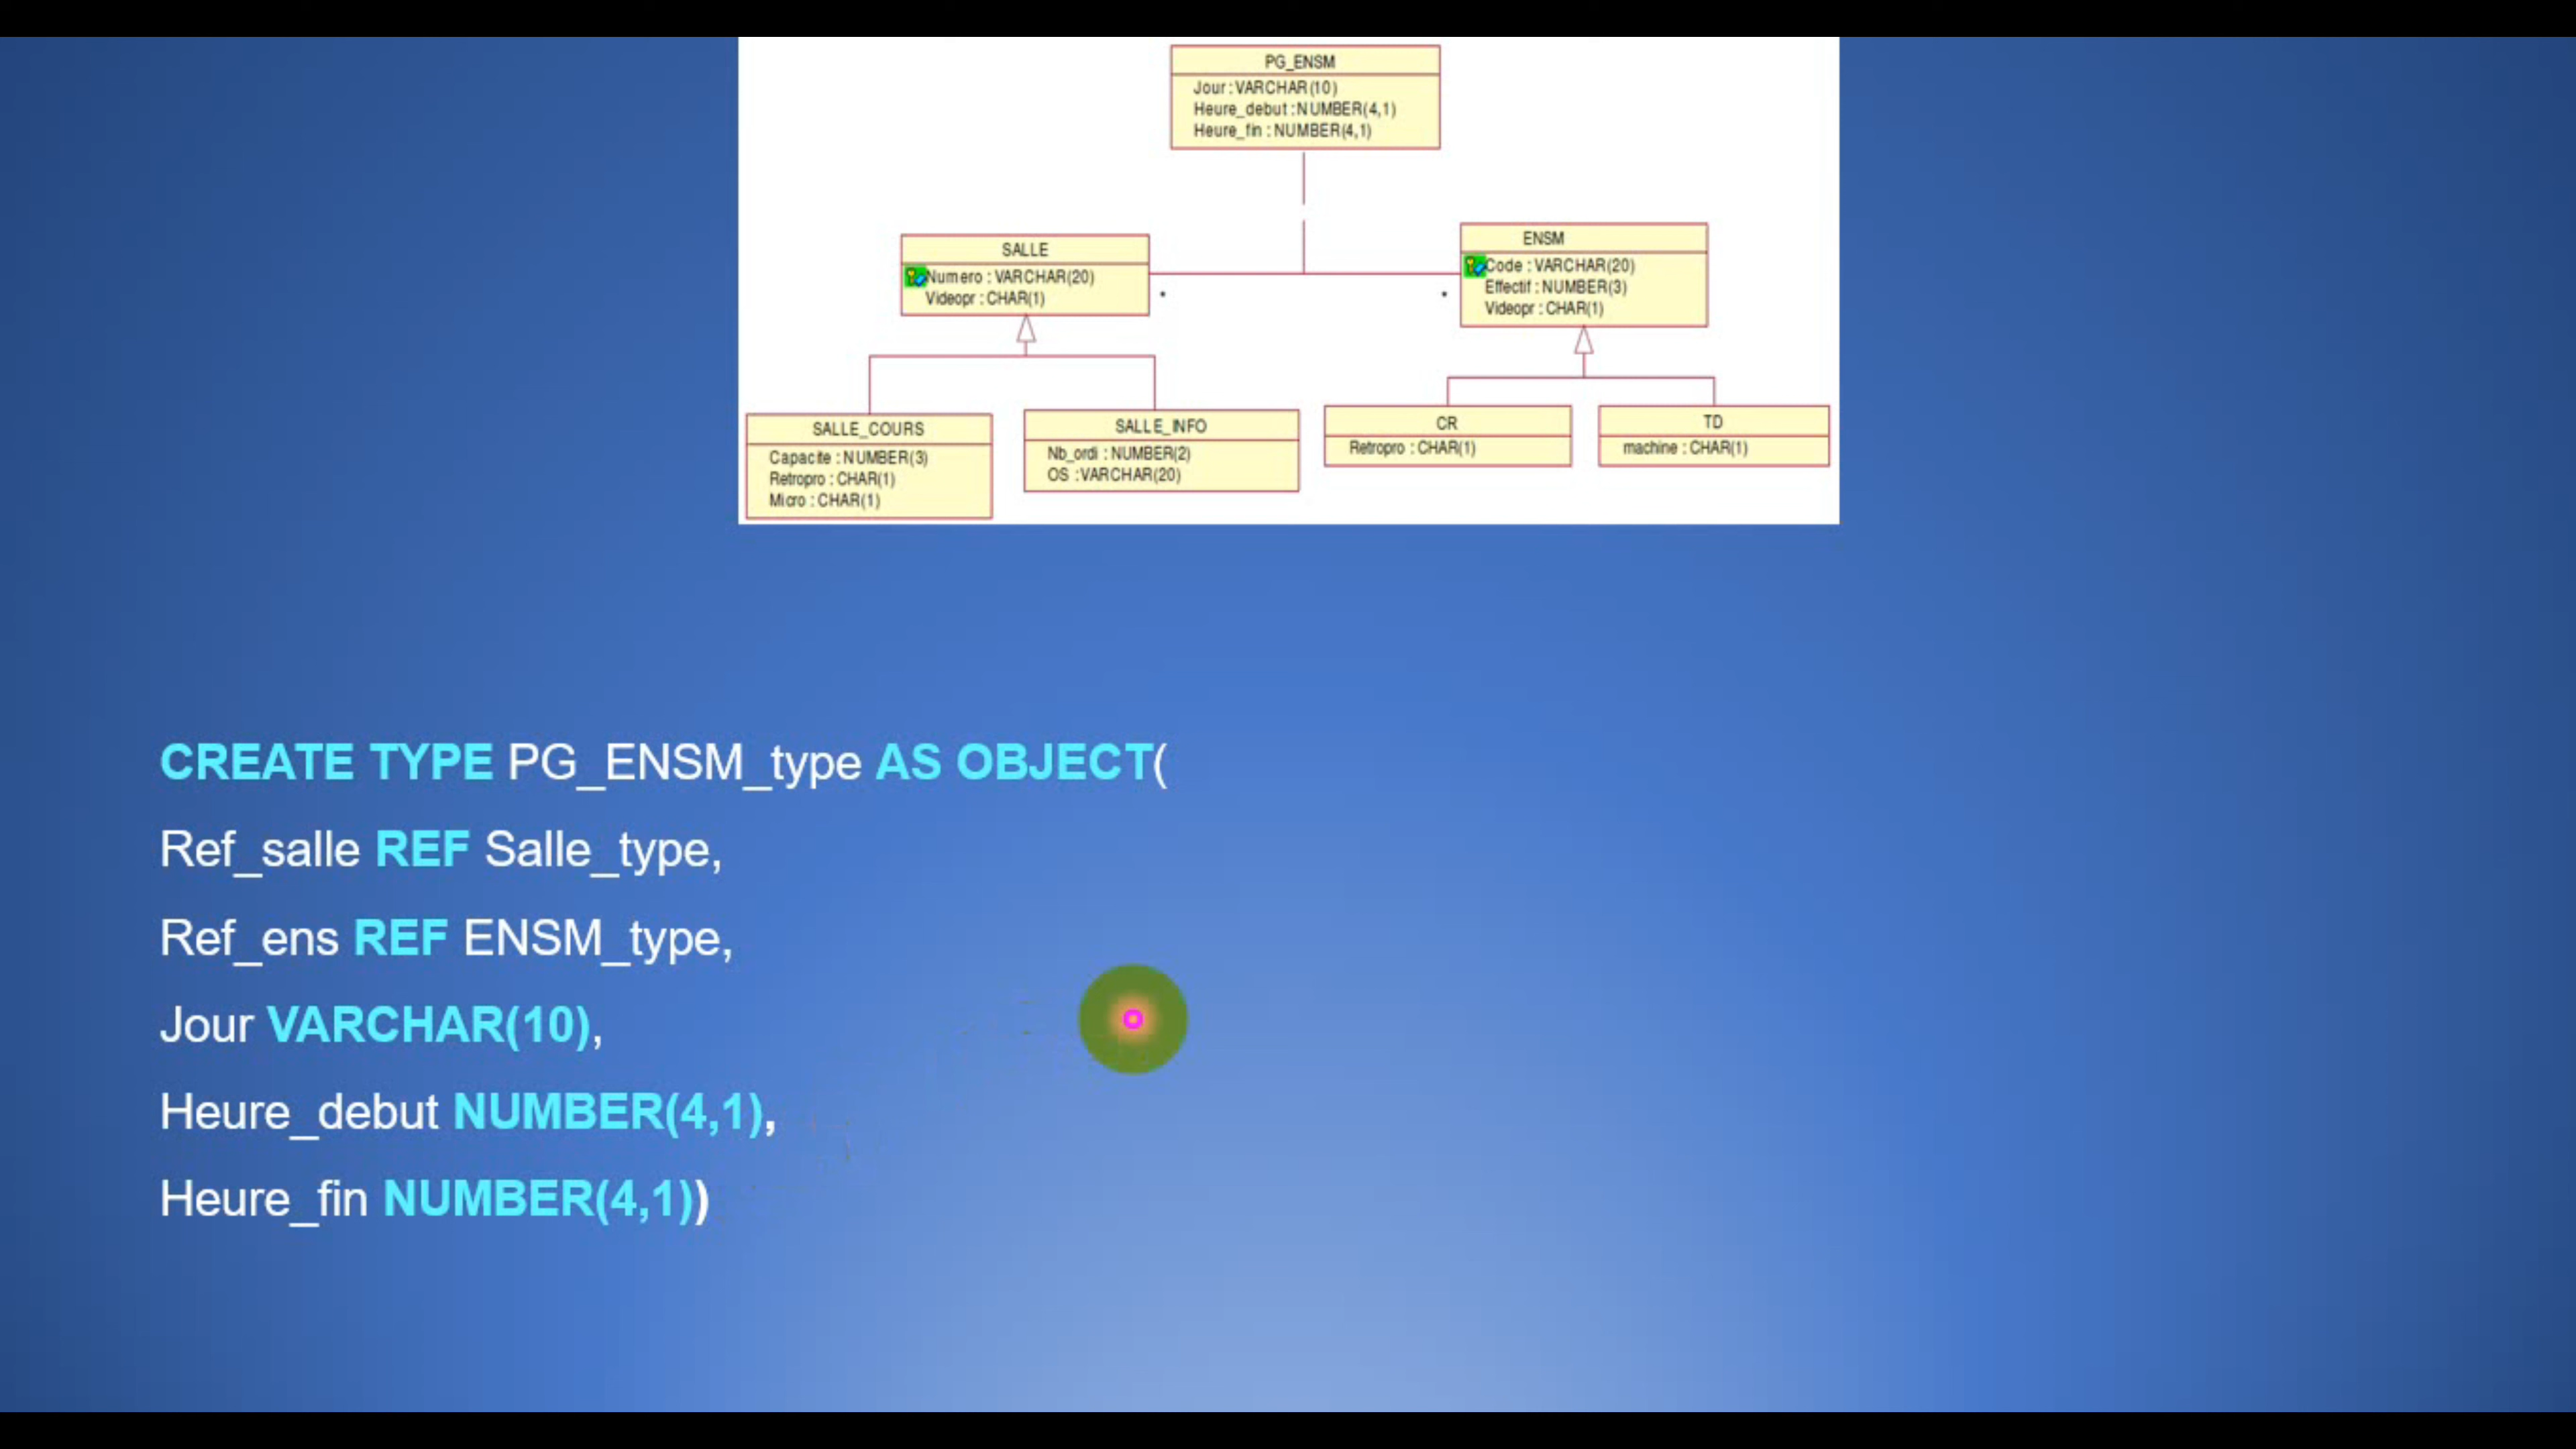 PG_ENSM
Jour : VARCHAR(10)
Heure_debut : NUMBER(4,1)
Heure_fin : NUMBER(4,1)
SALLE
Numero : VARCHAR(20)
Videopr : CHAR(1)
*
*
ENSM
Code : VARCHAR(20)
Effectif : NUMBER(3)
Videopr : CHAR(1)
SALLE_COURS
Capacite : NUMBER(3)
Retropro : CHAR(1)
Micro : CHAR(1)
SALLE_INFO
Nb_ordi : NUMBER(2)
OS : VARCHAR(20)
CR
Retropro : CHAR(1)
TD
machine : CHAR(1)
CREATE TYPE PG_ENSM_type AS OBJECT(
Ref_salle REF Salle_type,
Ref_ens REF ENSM_type,
Jour VARCHAR(10),
Heure_debut NUMBER(4,1),
Heure_fin NUMBER(4,1))